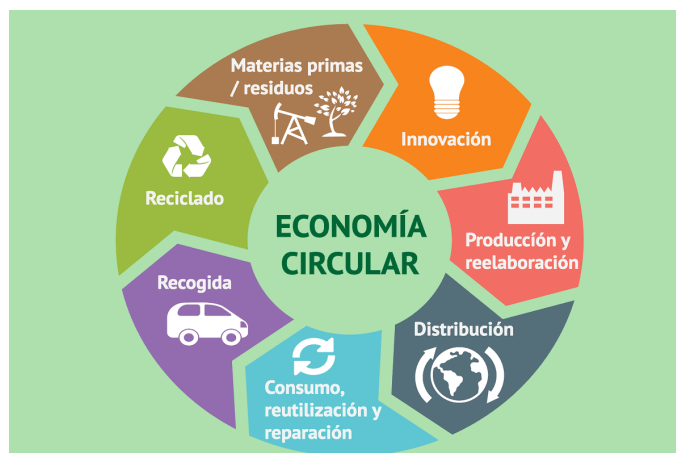 Materias primas
/ residuos
Innovación
Producción y
reelaboración
Distribución
Consumo,
reutilización y
reparación
Recogida
Reciclado
ECONOMÍA
CIRCULAR